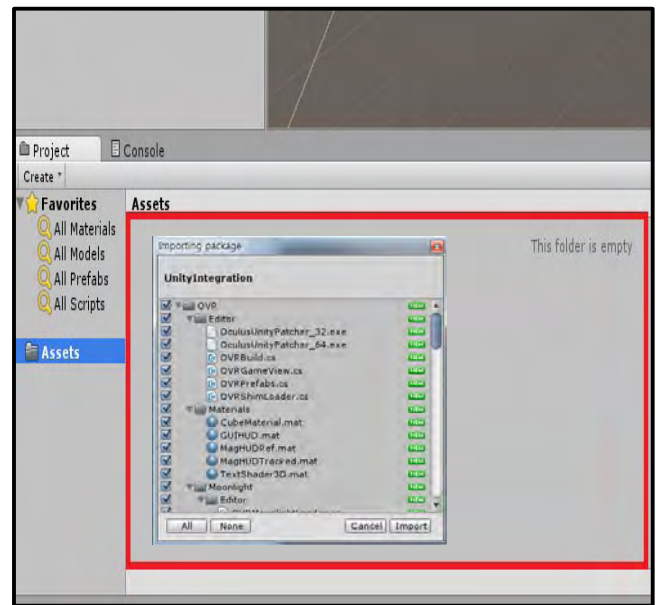 Project
Console
Create
Favorites
Assets
All Materials
All Models
All Prefabs
All Scripts
Assets
This folder is empty
Importing package
UnityIntegration
OVR
Editor
OculusUnityPatcher_32.exe
OculusUnityPatcher_64.exe
OVRBuild.cs
OVRGameView.cs
OVRPrefabs.cs
OVRShimLoader.cs
Materials
CubeMaterial.mat
GUIHUD.mat
MagHUDRef.mat
MagHUDTracked.mat
TextShader3D.mat
Moonlight
Editor
All
None
Cancel
Import